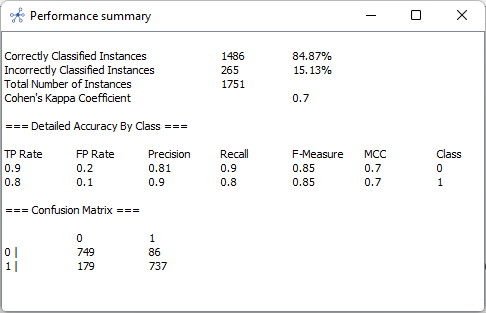 Performance summary
Correctly Classified Instances 1486 84.87%
Incorrectly Classified Instances 265 15.13%
Total Number of Instances 1751
Cohen's Kappa Coefficient 0.7
=== Detailed Accuracy By Class ===
TP Rate FP Rate Precision Recall F-Measure MCC Class
0.9 0.2 0.81 0.9 0.85 0.7 0
0.8 0.1 0.9 0.8 0.85 0.7 1
=== Confusion Matrix ===
0 1
0 | 749 86
1 | 179 737